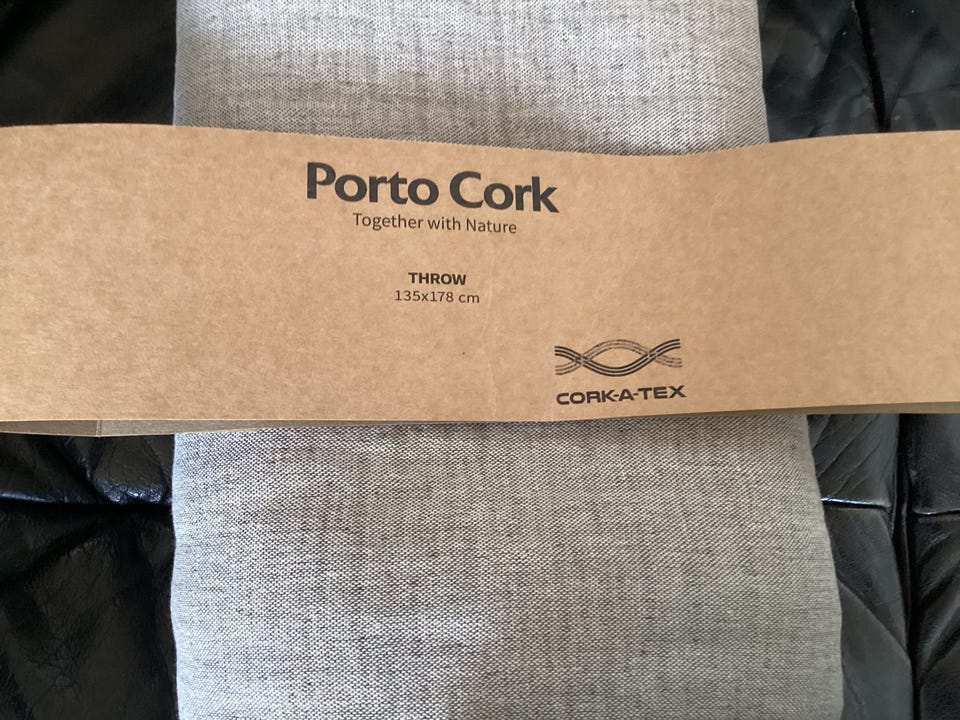 Porto Cork
Together with Nature
THROW
135x178 cm
CORK-A-TEX